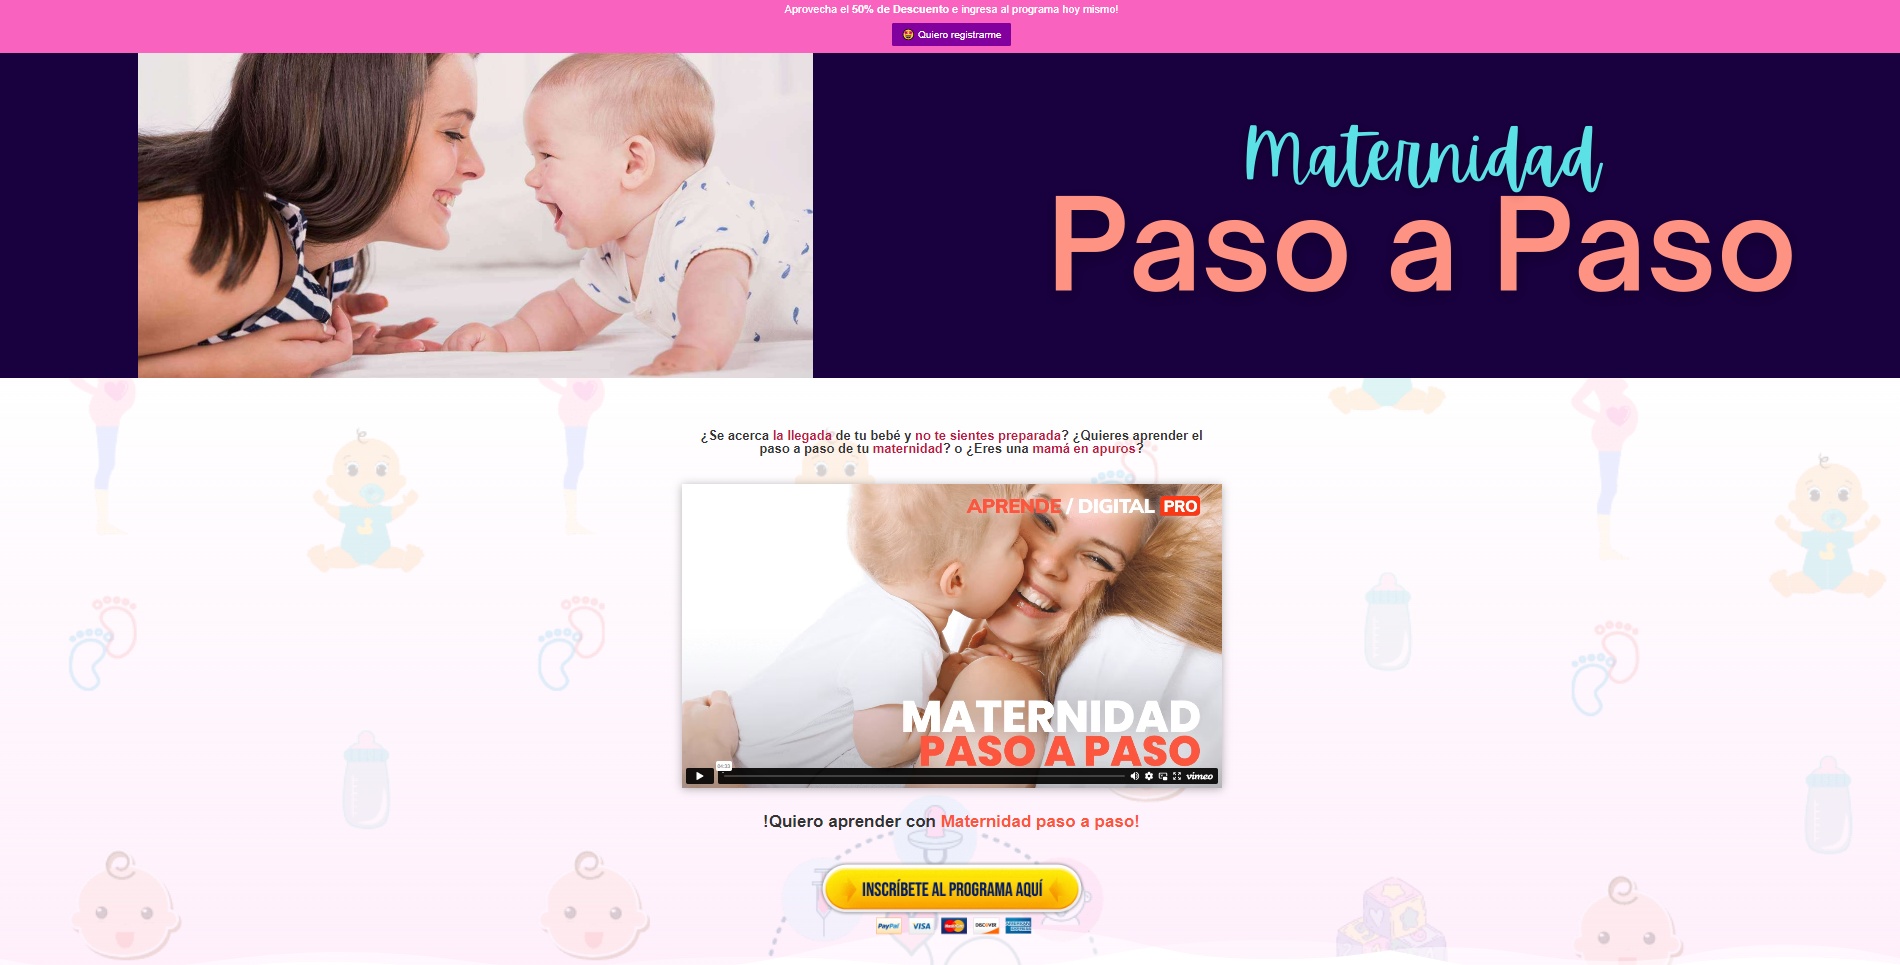 Aprovecha el 50% de Descuento e ingresa al programa hoy mismo!
Quiero registrarme
Maternidad
Paso a Paso
¿Se acerca la llegada de tu bebé y no te sientes preparada? ¿Quieres aprender el
paso a paso de tu maternidad? o ¿Eres una mamá en apuros?
APRENDE / DIGITAL PRO
MATERNIDAD
PASO A PASO
04:33
vimeo
!Quiero aprender con Maternidad paso a paso!
INSCRÍBETE AL PROGRAMA AQUÍ
PayPal VISA MasterCard DISCOVER